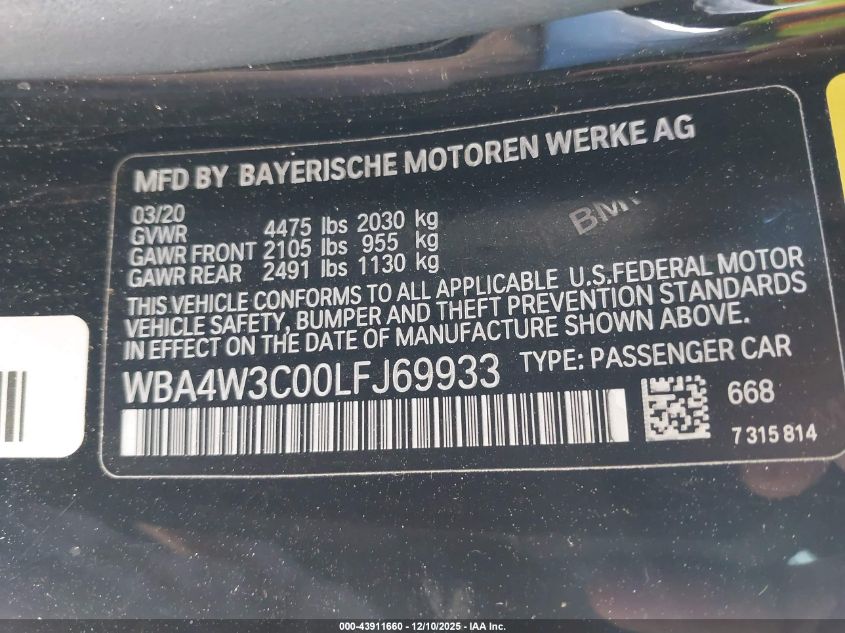 MFD BY BAYERISCHE MOTOREN WERKE AG
03/20
GVWR 4475 lbs 2030 kg
GAWR FRONT 2105 lbs 955 kg
GAWR REAR 2491 lbs 1130 kg
BMW
THIS VEHICLE CONFORMS TO ALL APPLICABLE U.S.FEDERAL MOTOR
VEHICLE SAFETY, BUMPER AND THEFT PREVENTION STANDARDS
IN EFFECT ON THE DATE OF MANUFACTURE SHOWN ABOVE.
WBA4W3C00LFJ69933 TYPE: PASSENGER CAR
668
7 315 814
000-43911660 - 12/10/2025 - IAA Inc.